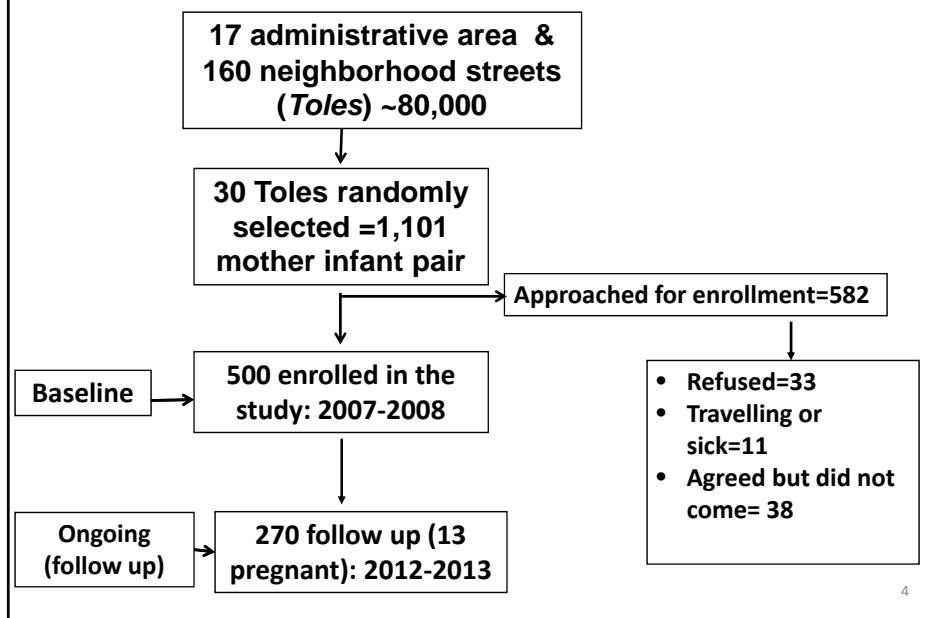 17 administrative area &
160 neighborhood streets
(Toles) ~80,000
30 Toles randomly
selected =1,101
mother infant pair
Approached for enrollment=582
• Refused=33
• Travelling or
sick=11
• Agreed but did not
come= 38
Baseline
500 enrolled in the
study: 2007-2008
Ongoing
(follow up)
270 follow up (13
pregnant): 2012-2013
4